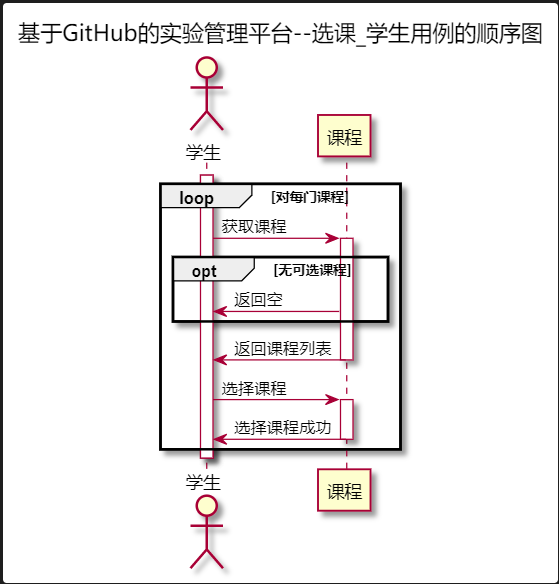 基于GitHub的实验管理平台--选课_学生用例的顺序图
学生
课程
loop [对每门课程]
获取课程
opt [无可选课程]
返回空
返回课程列表
选择课程
选择课程成功
学生
课程